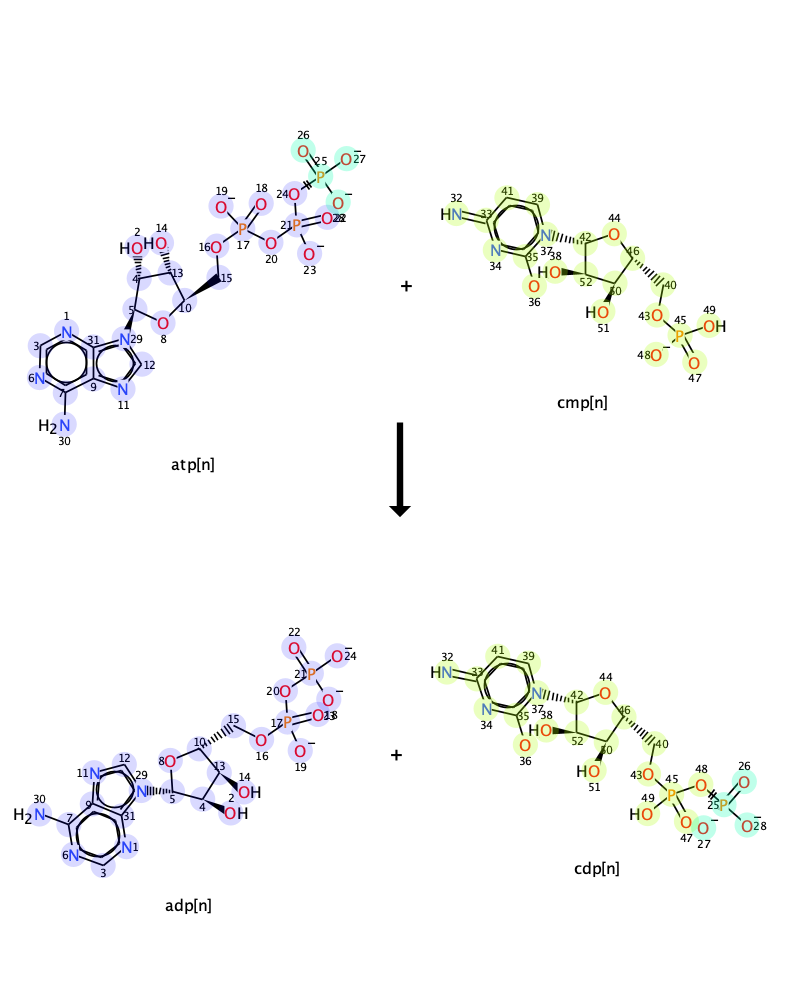 26
25
O
O⁻
27
P
24
O
O⁻
28
19
18
O⁻
O
P
17
21
P
O
22
16
O
O
20
O⁻
23
2
14
HO
HO
4
13
15
5
10
O
8
1
N
31
N
29
3
6
N
9
12
7
N
11
H₂N
30
atp[n]
+
32
HN
33
41
39
N
34
N
37
35
38
O
36
42
44
O
46
HO
52
50
HO
51
40
43
O
45
P
49
OH
48
O⁻
O
47
cmp[n]
22
O
21
P
O⁻
24
20
O
O⁻
18
17
P
O
23
O⁻
19
15
16
O
10
8
O
13
14
OH
2
OH
4
5
12
11
N
29
N
30
H₂N
9
31
7
6
N
N
1
3
adp[n]
+
32
HN
33
41
39
N
34
N
37
35
38
O
36
42
44
O
46
HO
52
50
HO
51
40
43
O
45
P
48
O
49
HO
O
47
25
P
26
O
O⁻
27
O⁻
28
cdp[n]